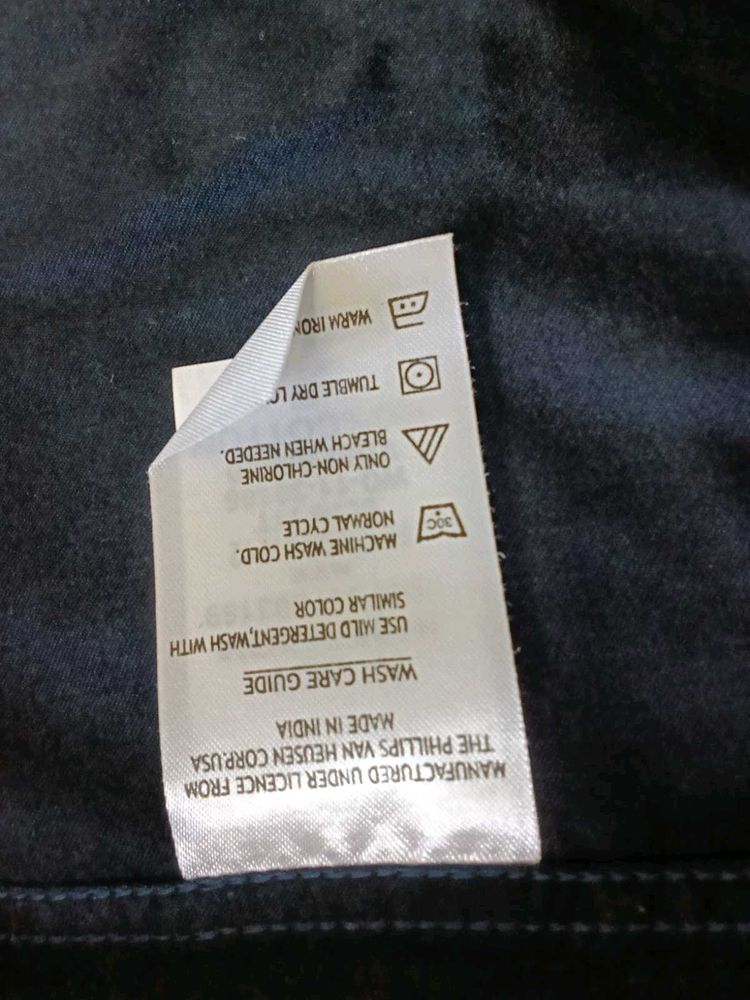 MANUFACTURED UNDER LICENCE FROM
THE PHILLIPS VAN HEUSEN CORP.USA
MADE IN INDIA
WASH CARE GUIDE
USE MILD DETERGENT,WASH WITH
SIMILAR COLOR
MACHINE WASH COLD.
NORMAL CYCLE
30C
ONLY NON-CHLORINE
BLEACH WHEN NEEDED.
TUMBLE DRY
WARM IRON